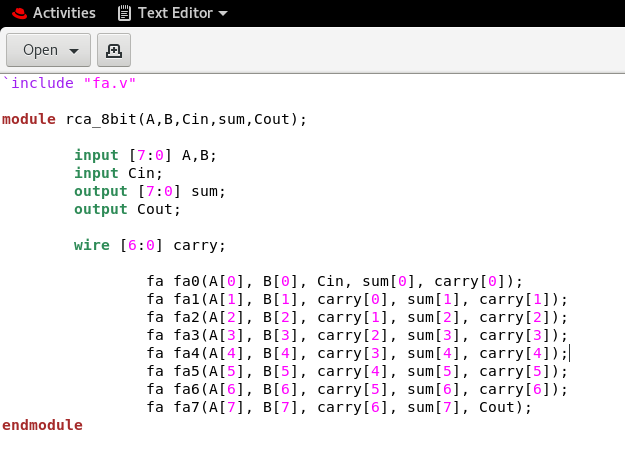 Activities Text Editor
Open
`include "fa.v"
module rca_8bit(A,B,Cin,sum,Cout);
input [7:0] A,B;
input Cin;
output [7:0] sum;
output Cout;
wire [6:0] carry;
fa fa0(A[0], B[0], Cin, sum[0], carry[0]);
fa fa1(A[1], B[1], carry[0], sum[1], carry[1]);
fa fa2(A[2], B[2], carry[1], sum[2], carry[2]);
fa fa3(A[3], B[3], carry[2], sum[3], carry[3]);
fa fa4(A[4], B[4], carry[3], sum[4], carry[4]);
fa fa5(A[5], B[5], carry[4], sum[5], carry[5]);
fa fa6(A[6], B[6], carry[5], sum[6], carry[6]);
fa fa7(A[7], B[7], carry[6], sum[7], Cout);
endmodule